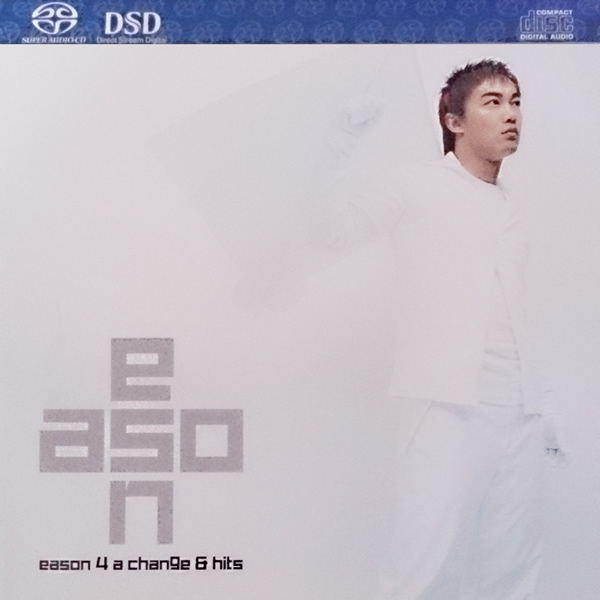 SUPER AUDIO CD
DSD
Direct Stream Digital
COMPACT
disc
DIGITAL AUDIO
e
aso
n
eason 4 a change & hits